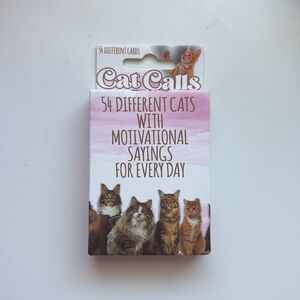 54 DIFFERENT CARDS
Cat Calls
54 DIFFERENT CATS
WITH
MOTIVATIONAL
SAYINGS
FOR EVERY DAY